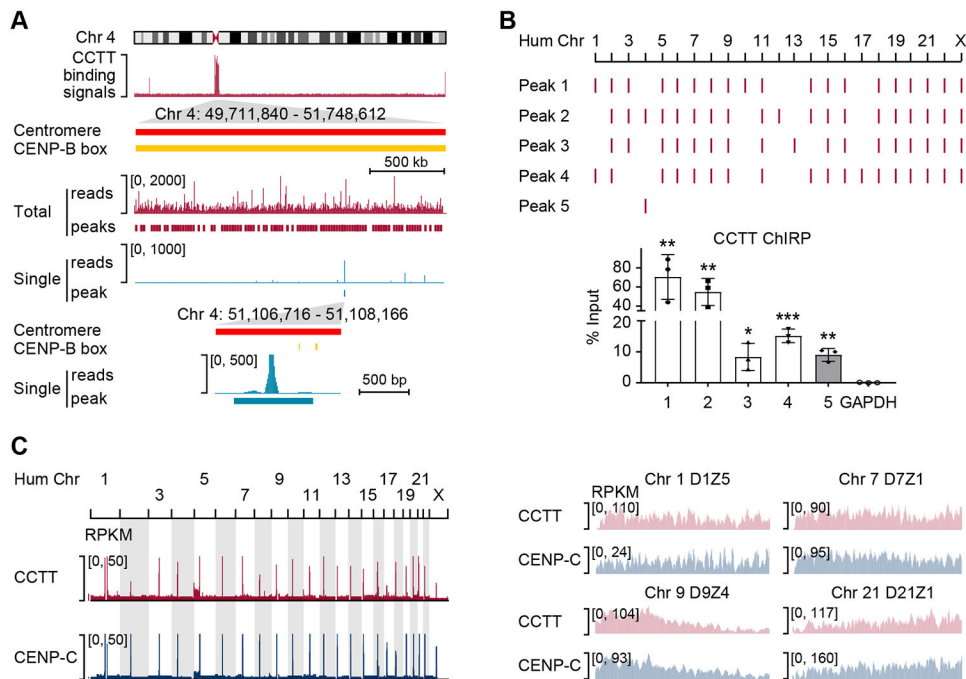 A
Chr 4
CCTT
binding
signals
Chr 4: 49,711,840 - 51,748,612
Centromere
CENP-B box
500 kb
[0, 2000]
Total
reads
peaks
[0, 1000]
Single
reads
peak
Chr 4: 51,106,716 - 51,108,166
Centromere
CENP-B box
[0, 500]
Single
reads
peak
500 bp
B
Hum Chr
1 3 5 7 9 11 13 15 17 19 21 X
Peak 1
Peak 2
Peak 3
Peak 4
Peak 5
CCTT ChIRP
% Input
80
60
40
20
10
0
**
**
*
***
**
1 2 3 4 5 GAPDH
C
Hum Chr
1 5 7 9 13 17 21
3 11 15 19 X
RPKM
CCTT
[0, 50]
CENP-C
[0, 50]
Chr 1 D1Z5
RPKM
CCTT
[0, 110]
CENP-C
[0, 24]
Chr 7 D7Z1
[0, 90]
[0, 95]
Chr 9 D9Z4
CCTT
[0, 104]
CENP-C
[0, 93]
Chr 21 D21Z1
[0, 117]
[0, 160]